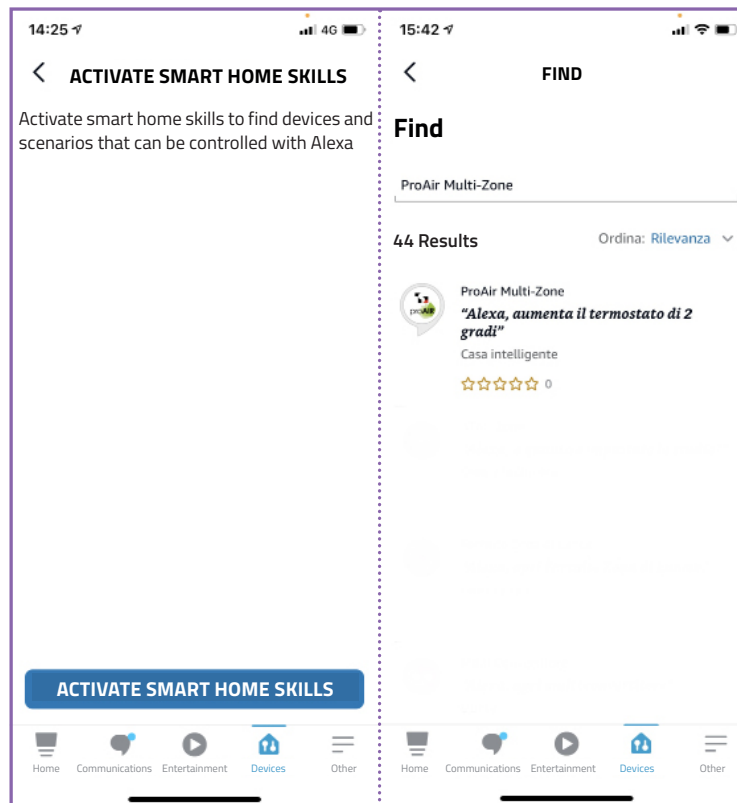 14:25
4G
ACTIVATE SMART HOME SKILLS
Activate smart home skills to find devices and
scenarios that can be controlled with Alexa
ACTIVATE SMART HOME SKILLS
Home Communications Entertainment Devices Other
15:42
FIND
Find
ProAir Multi-Zone
44 Results
Ordina: Rilevanza
proAIR
ProAir Multi-Zone
“Alexa, aumenta il termostato di 2
gradi”
Casa intelligente
0
Home Communications Entertainment Devices Other